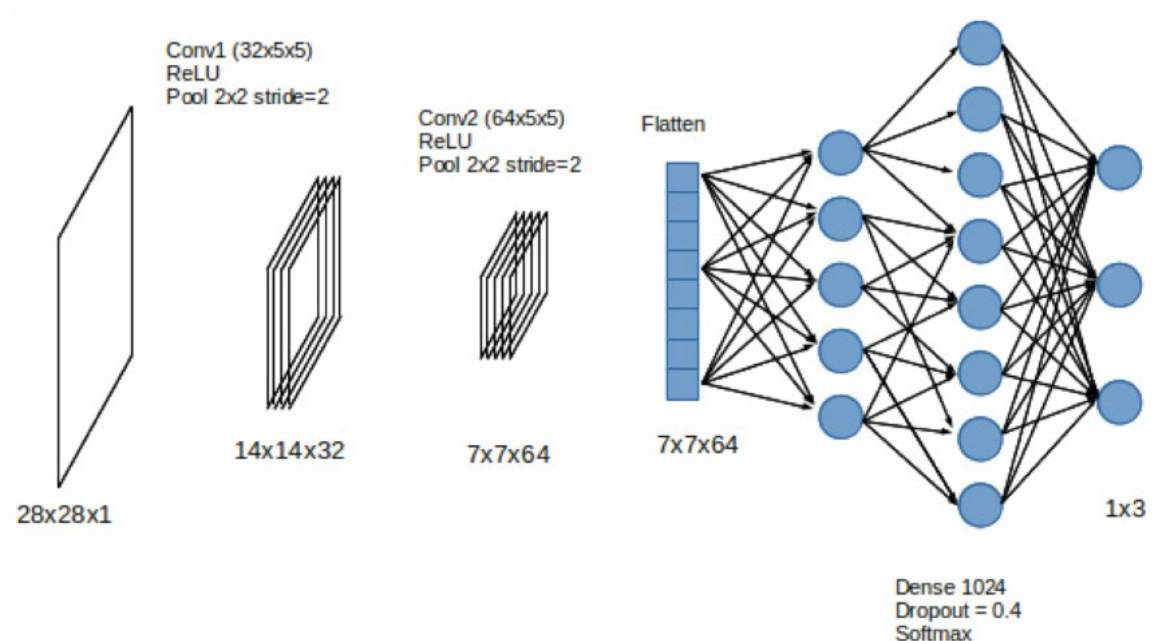 Conv1 (32x5x5)
ReLU
Pool 2x2 stride=2
Conv2 (64x5x5)
ReLU
Pool 2x2 stride=2
Flatten
28x28x1
14x14x32
7x7x64
7x7x64
1x3
Dense 1024
Dropout = 0.4
Softmax